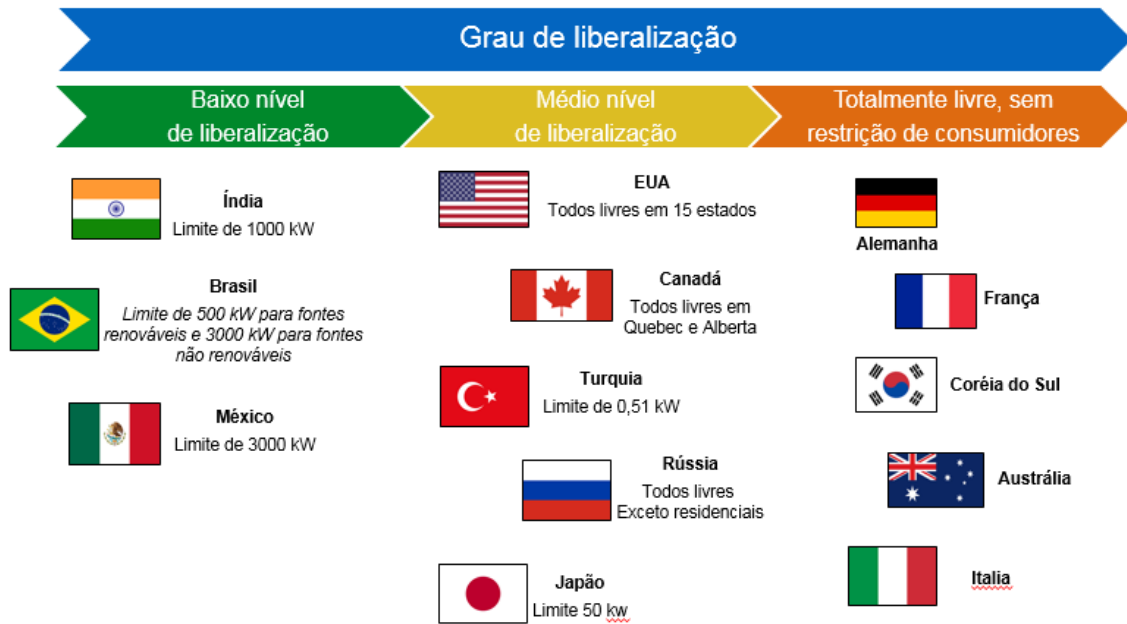 Grau de liberalização
Baixo nível
de liberalização
Médio nível
de liberalização
Totalmente livre, sem
restrição de consumidores
Índia
Limite de 1000 kW
Brasil
Limite de 500 kW para fontes
renováveis e 3000 kW para fontes
não renováveis
México
Limite de 3000 kW
EUA
Todos livres em 15 estados
Canadá
Todos livres em
Quebec e Alberta
Turquia
Limite de 0,51 kW
Rússia
Todos livres
Exceto residenciais
Japão
Limite 50 kw
Alemanha
França
Coréia do Sul
Austrália
Italia